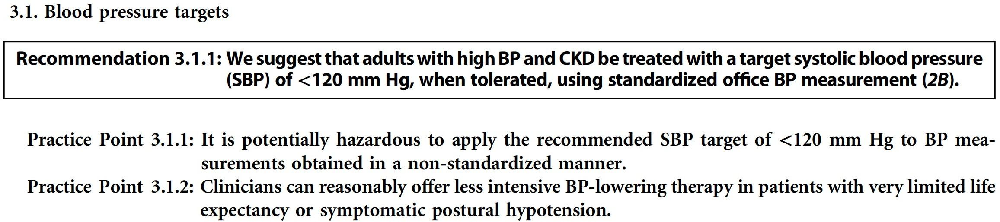 3.1. Blood pressure targets
Recommendation 3.1.1: We suggest that adults with high BP and CKD be treated with a target systolic blood pressure
(SBP) of <120 mm Hg, when tolerated, using standardized office BP measurement (2B).
Practice Point 3.1.1: It is potentially hazardous to apply the recommended SBP target of <120 mm Hg to BP mea-
surements obtained in a non-standardized manner.
Practice Point 3.1.2: Clinicians can reasonably offer less intensive BP-lowering therapy in patients with very limited life
expectancy or symptomatic postural hypotension.